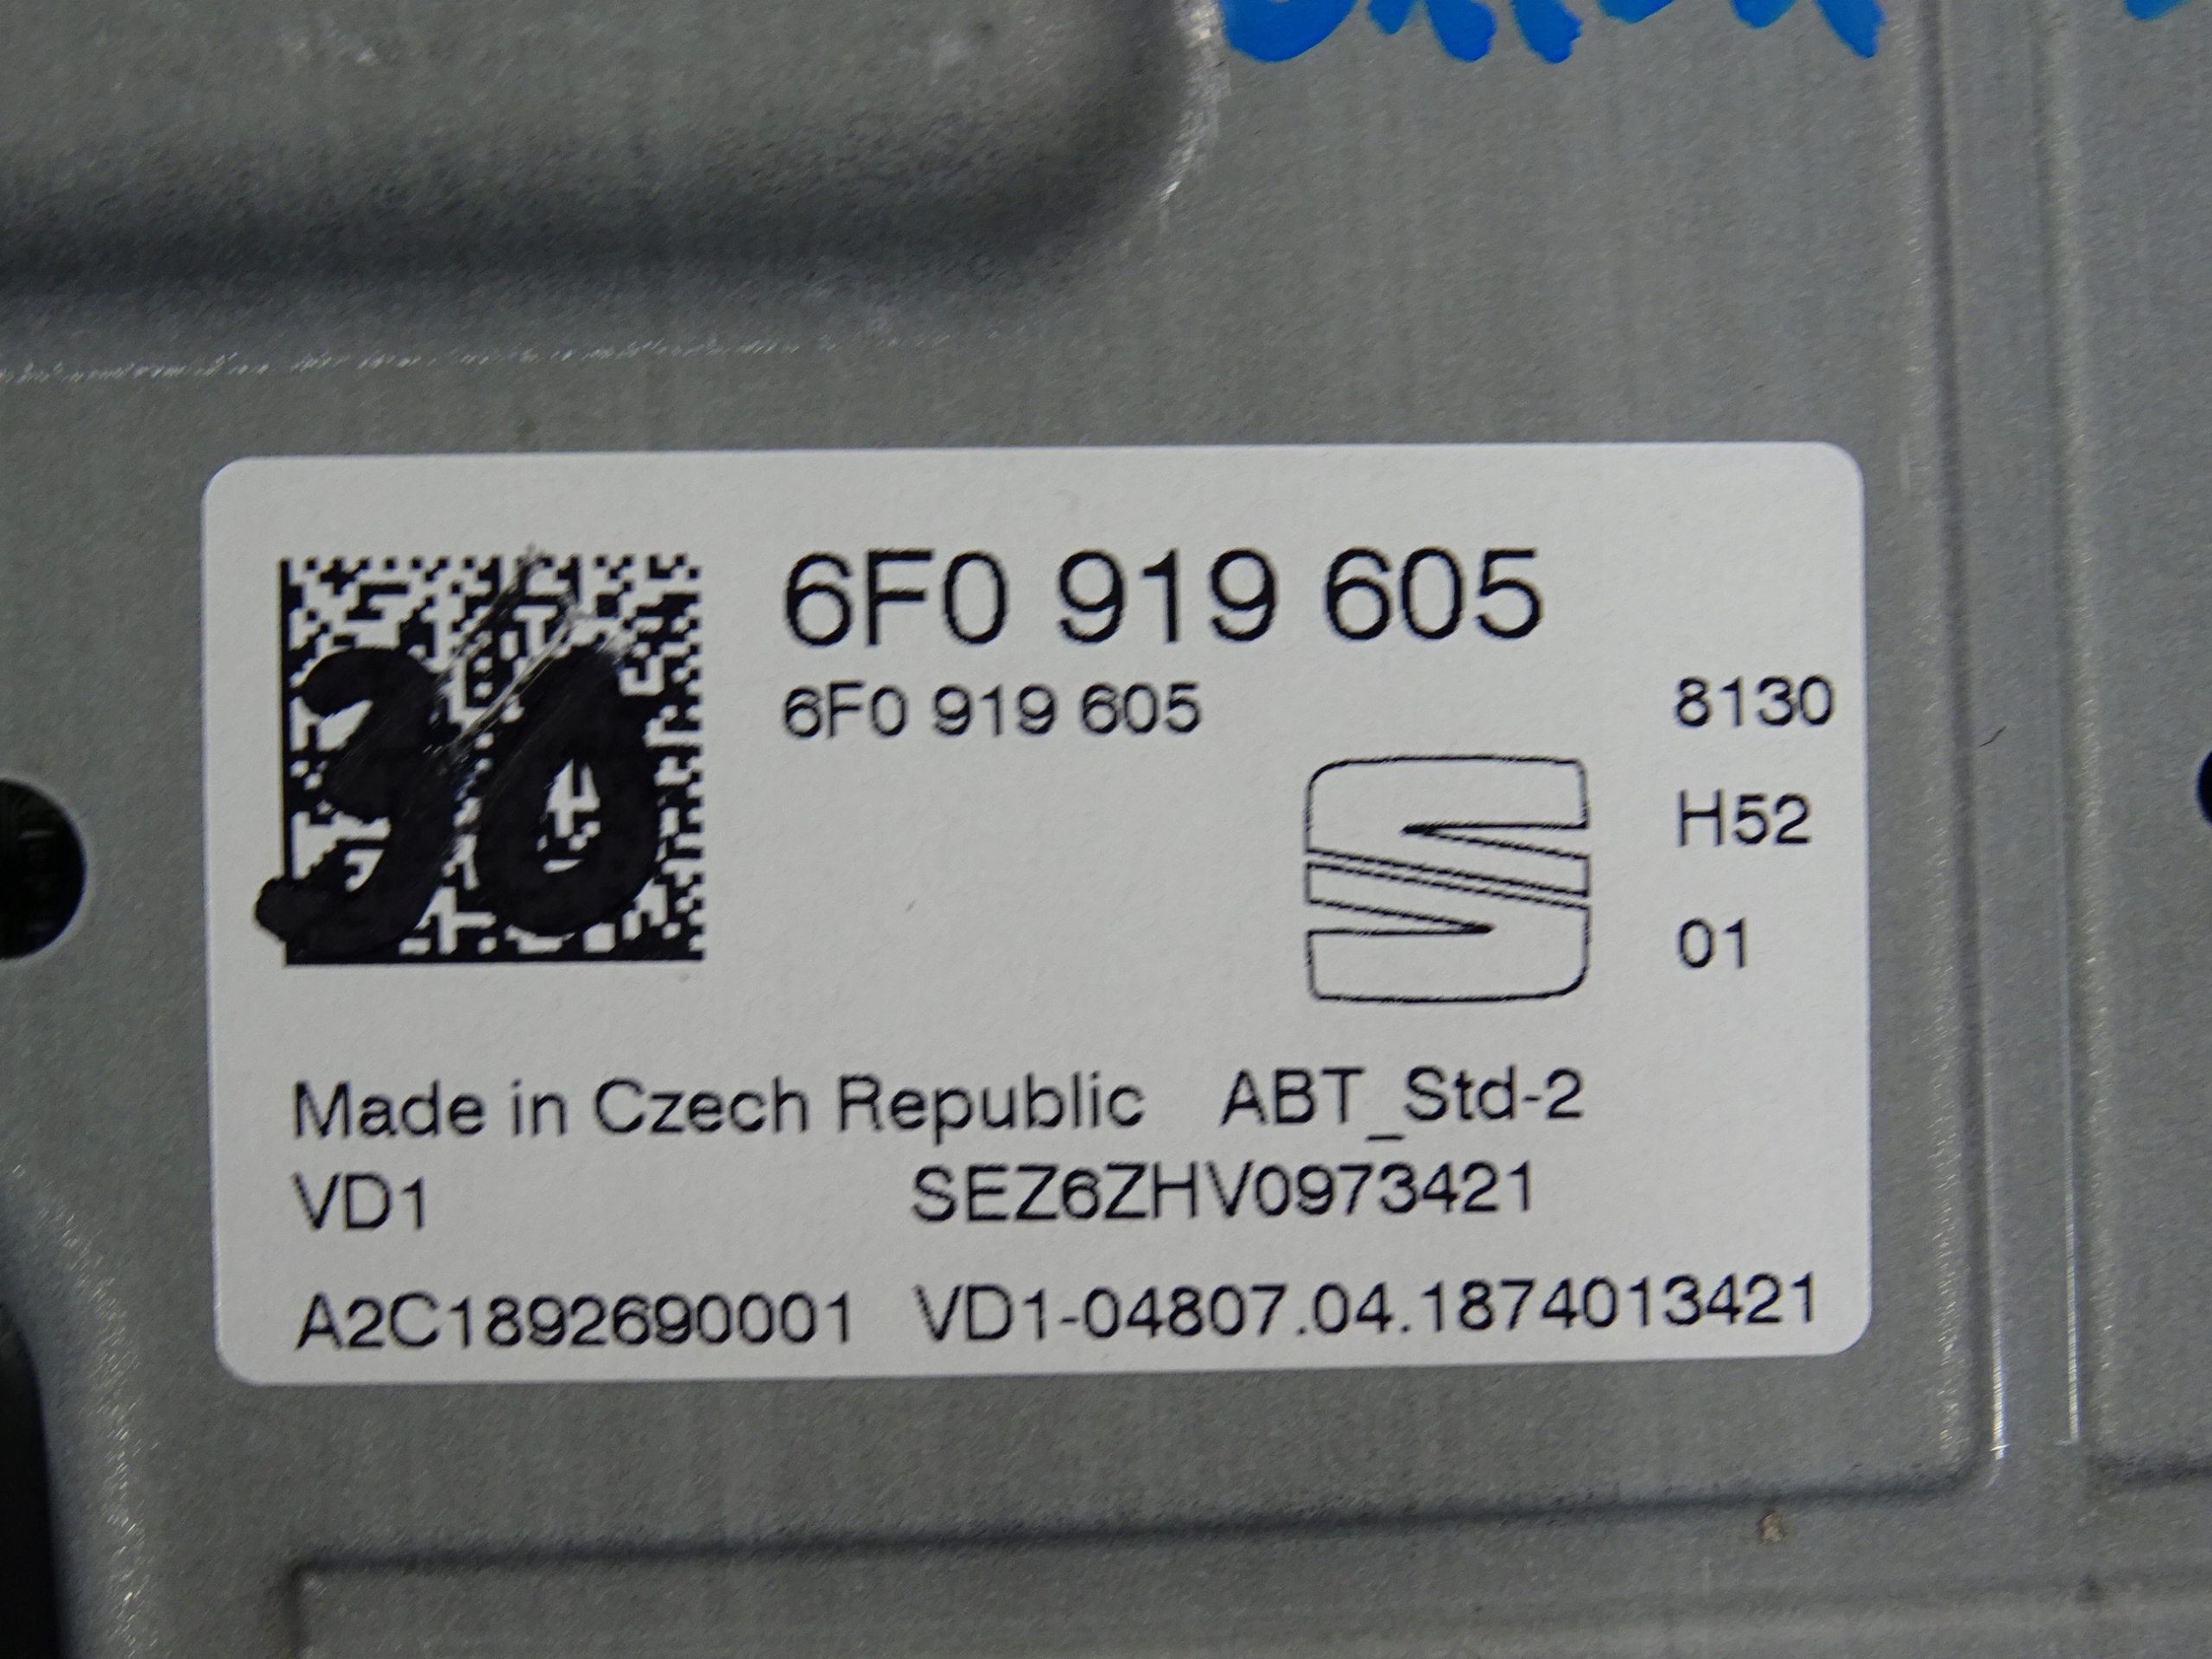 6F0 919 605
6F0 919 605
8130
H52
01
30
Made in Czech Republic ABT_Std-2
VD1 SEZ6ZHV0973421
A2C1892690001 VD1-04807.04.1874013421